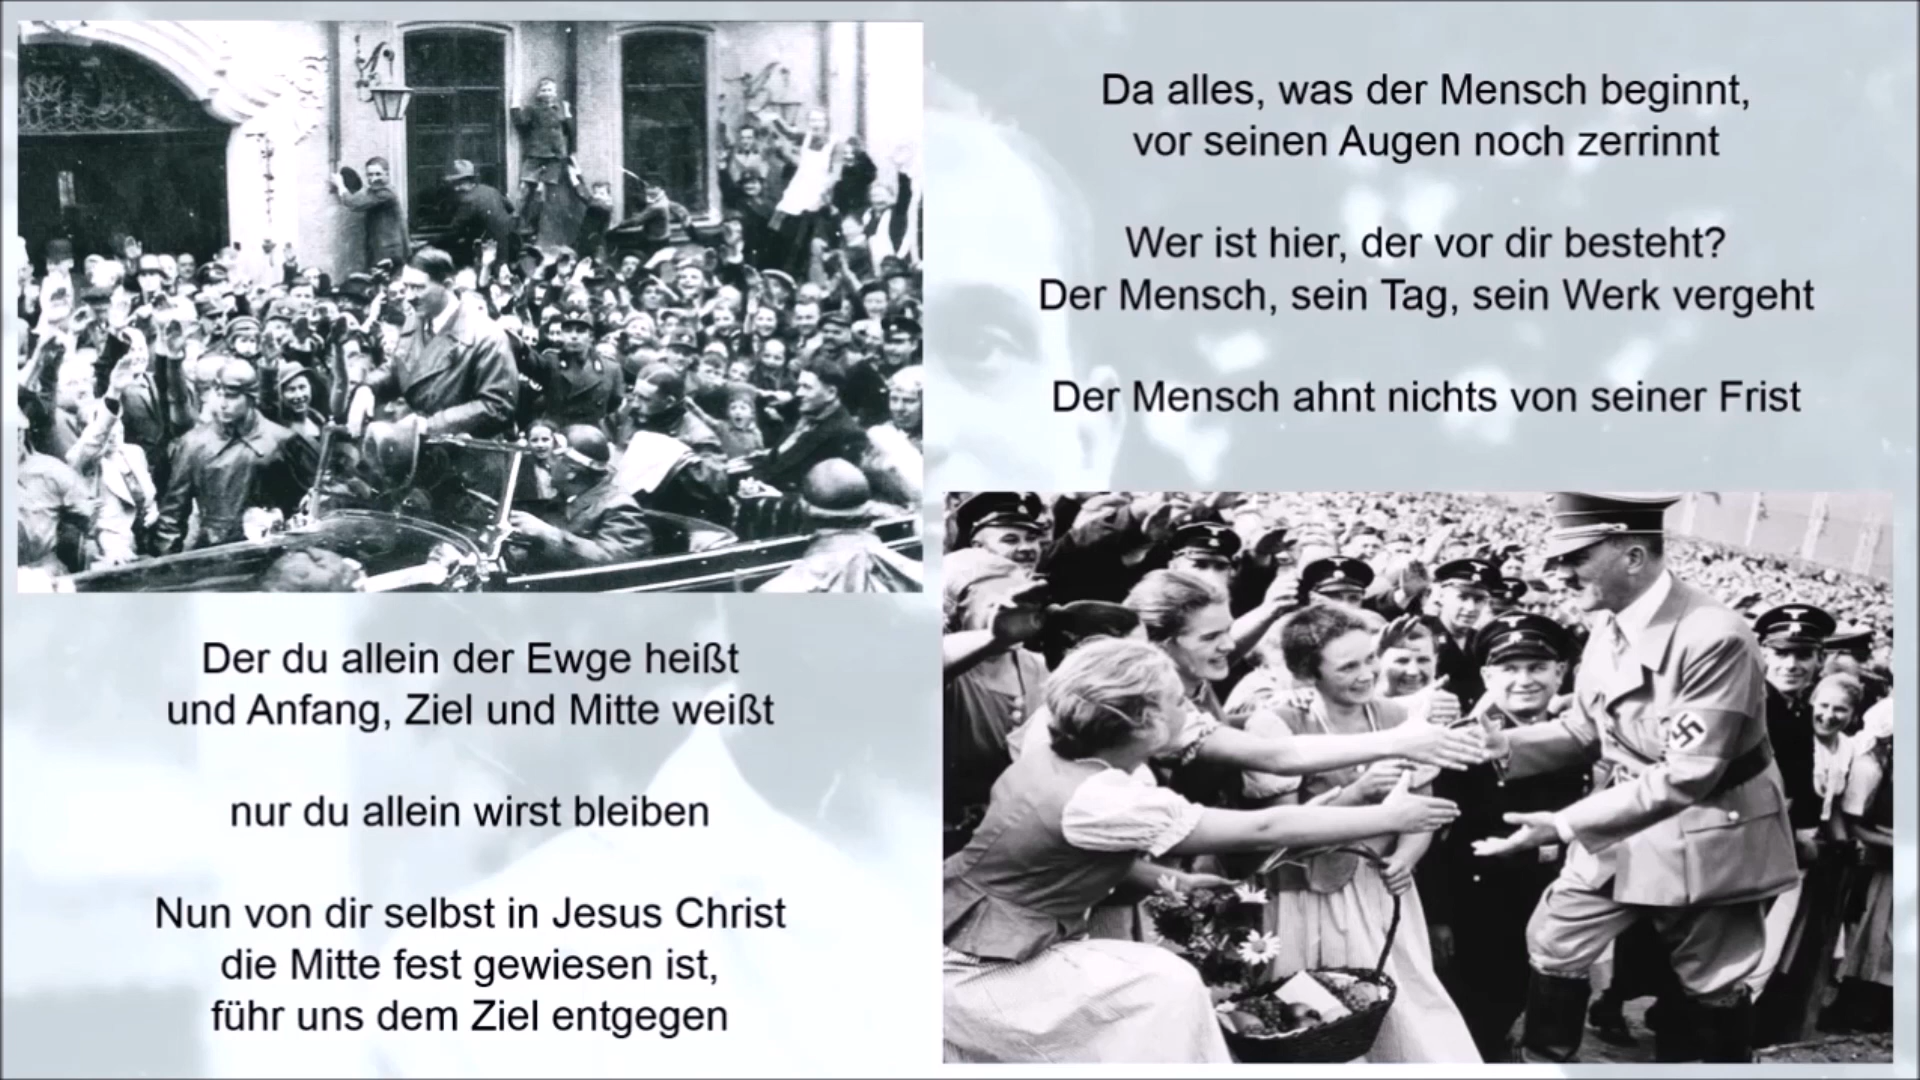 Da alles, was der Mensch beginnt,
vor seinen Augen noch zerrinnt
Wer ist hier, der vor dir besteht?
Der Mensch, sein Tag, sein Werk vergeht
Der Mensch ahnt nichts von seiner Frist
Der du allein der Ewge heißt
und Anfang, Ziel und Mitte weißt
nur du allein wirst bleiben
Nun von dir selbst in Jesus Christ
die Mitte fest gewiesen ist,
führ uns dem Ziel entgegen